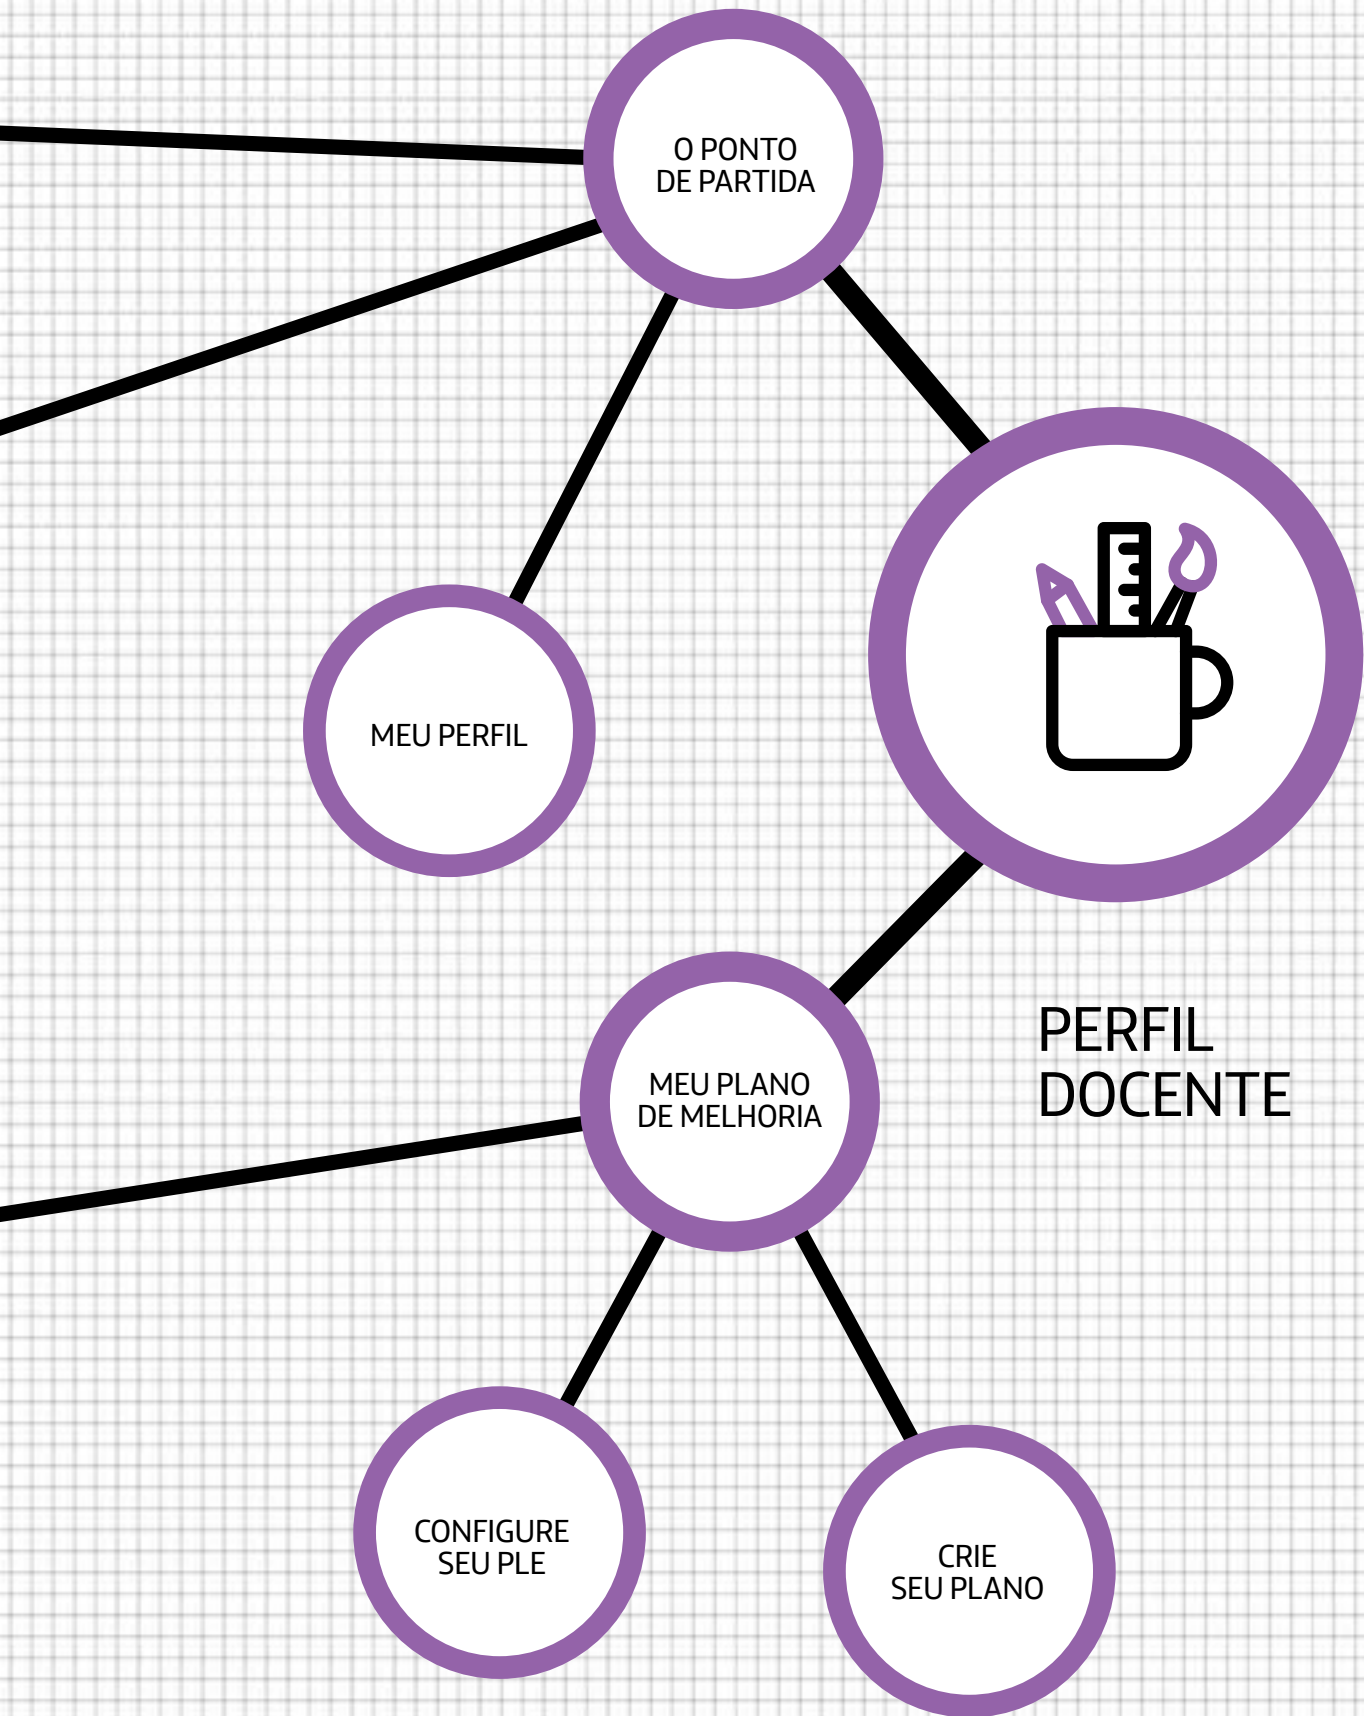 O PONTO
DE PARTIDA
MEU PERFIL
PERFIL
DOCENTE
MEU PLANO
DE MELHORIA
CONFIGURE
SEU PLE
CRIE
SEU PLANO